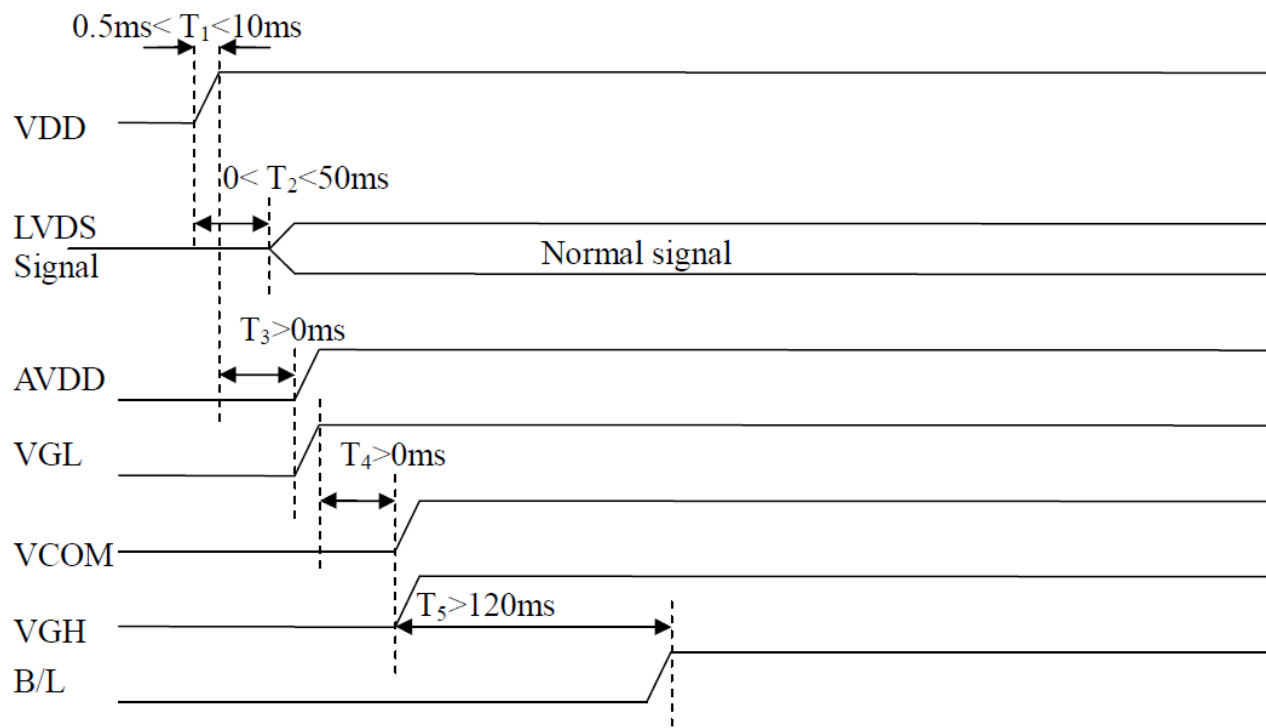 0.5ms< T₁<10ms
VDD
0< T₂<50ms
LVDS
Signal
Normal signal
T₃>0ms
AVDD
VGL
T₄>0ms
VCOM
T₅>120ms
VGH
B/L